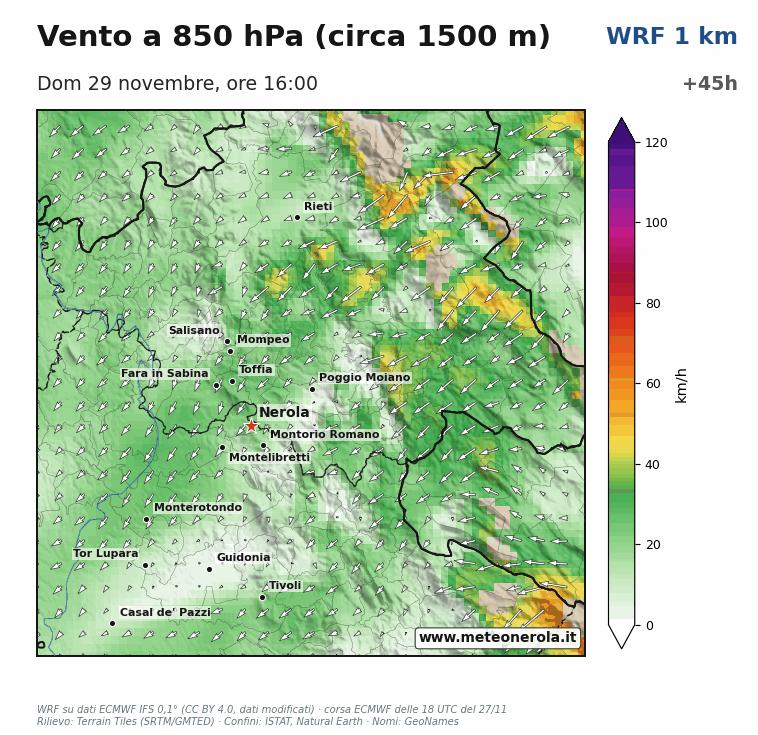 Vento a 850 hPa (circa 1500 m)
WRF 1 km
Dom 29 novembre, ore 16:00
+45h
Rieti
Salisano
Mompeo
Fara in Sabina
Toffia
Poggio Moiano
Nerola
Montorio Romano
Montelibretti
Monterotondo
Tor Lupara
Guidonia
Tivoli
Casal de' Pazzi
www.meteonerola.it
120
100
80
60
40
20
0
km/h
WRF su dati ECMWF IFS 0,1° (CC BY 4.0, dati modificati) · corsa ECMWF delle 18 UTC del 27/11
Rilievo: Terrain Tiles (SRTM/GMTED) · Confini: ISTAT, Natural Earth · Nomi: GeoNames